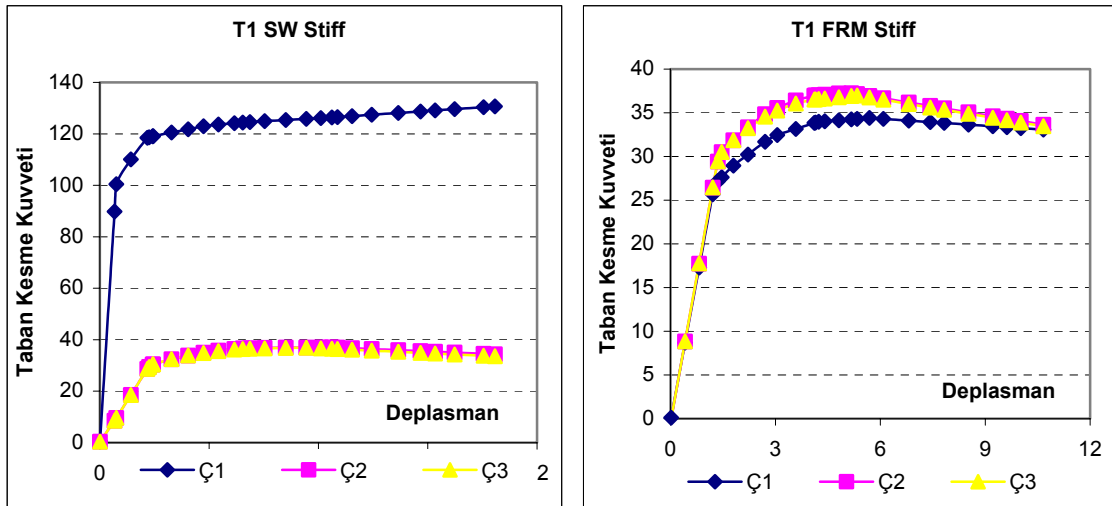 T1 SW Stiff
Taban Kesme Kuvveti
140
120
100
80
60
40
20
0
Deplasman
0
2
Ç1
Ç2
Ç3
T1 FRM Stiff
Taban Kesme Kuvveti
40
35
30
25
20
15
10
5
0
Deplasman
0
3
6
9
12
Ç1
Ç2
Ç3